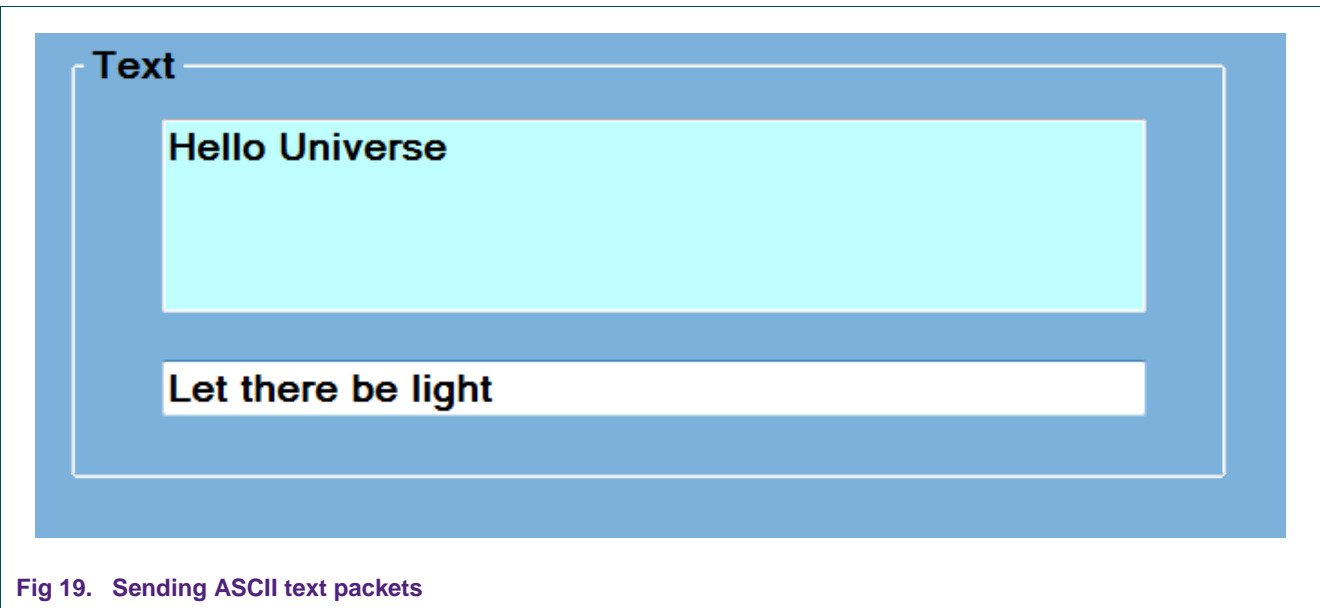 Text
Hello Universe
Let there be light
Fig 19. Sending ASCII text packets